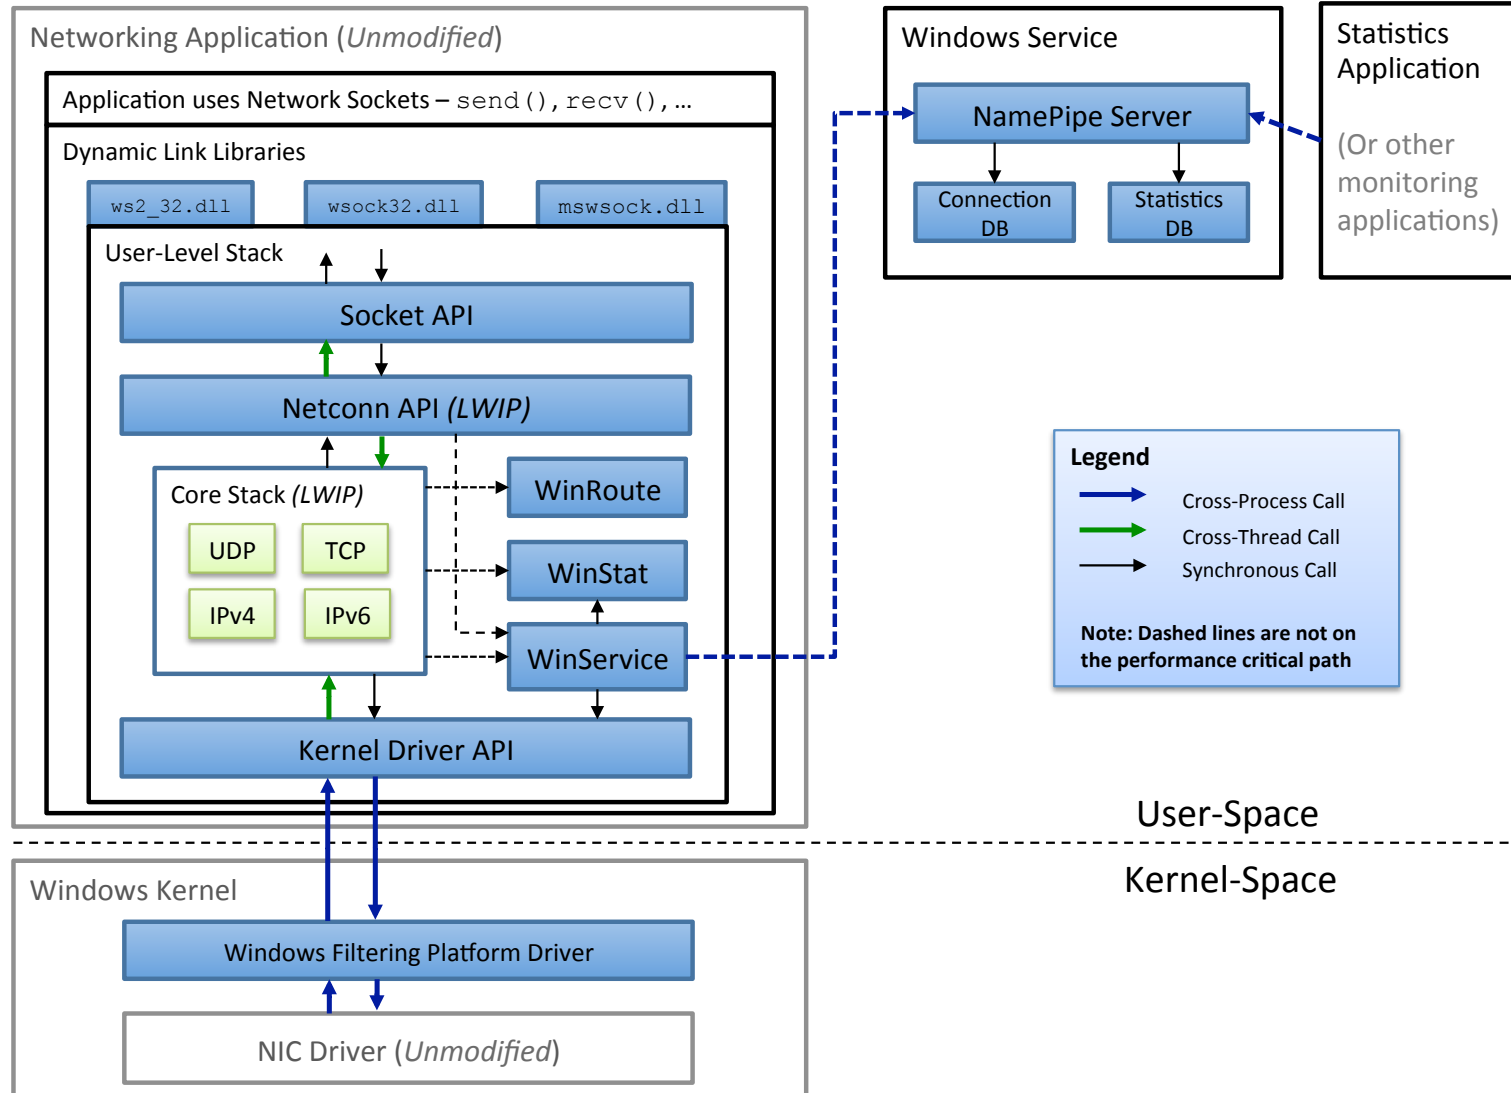 Networking Application (Unmodified)
Application uses Network Sockets – send(), recv(), …
Dynamic Link Libraries
ws2_32.dll
wsock32.dll
mswsock.dll
User-Level Stack
Socket API
Netconn API (LWIP)
Core Stack (LWIP)
UDP
TCP
IPv4
IPv6
WinRoute
WinStat
WinService
Kernel Driver API
Windows Service
NamePipe Server
Connection
DB
Statistics
DB
Statistics
Application
(Or other
monitoring
applications)
Legend
Cross-Process Call
Cross-Thread Call
Synchronous Call
Note: Dashed lines are not on
the performance critical path
User-Space
Kernel-Space
Windows Kernel
Windows Filtering Platform Driver
NIC Driver (Unmodified)